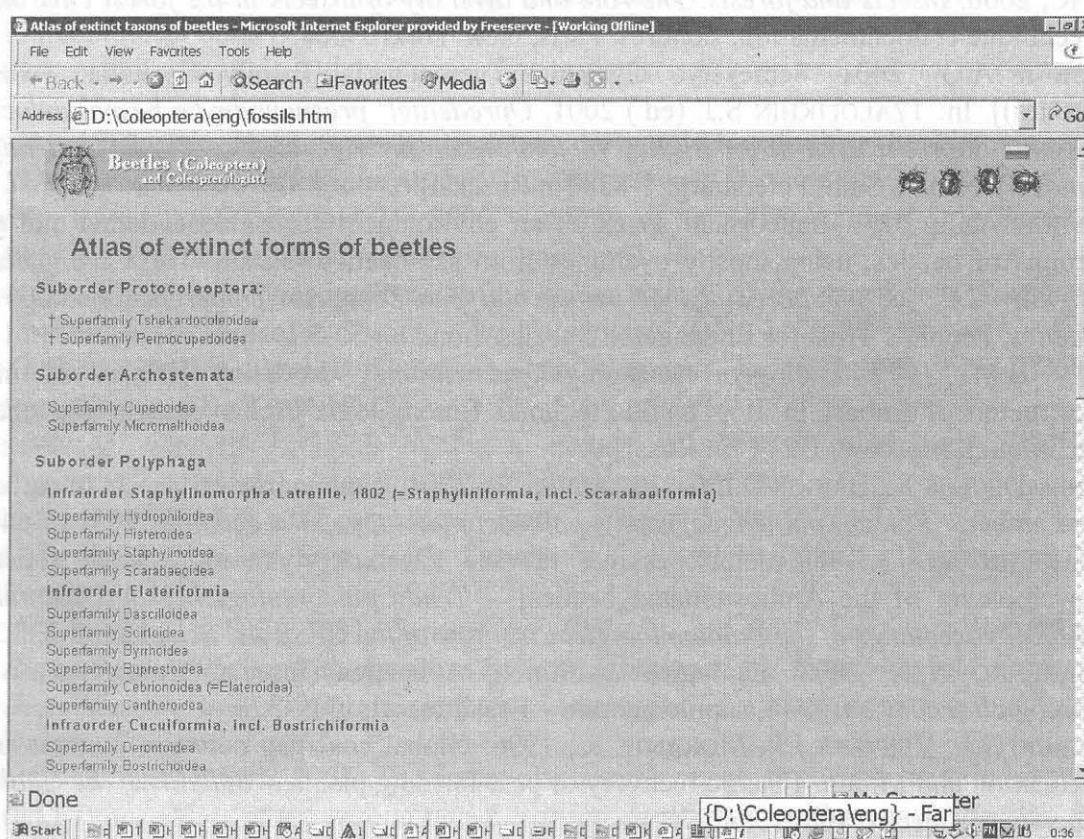 Atlas of extinct taxons of beetles - Microsoft Internet Explorer provided by Freeserve - [Working Offline]
File Edit View Favorites Tools Help
Back Search Favorites Media
Address D:\Coleoptera\eng\fossils.htm Go
Beetles (Coleoptera)
and Coleopterologists
Atlas of extinct forms of beetles
Suborder Protocoleoptera:
† Superfamily Tshekardocoleoidea
† Superfamily Permocupedoidea
Suborder Archostemata
Superfamily Cupedoidea
Superfamily Micromalthoidea
Suborder Polyphaga
Infraorder Staphylinomorpha Latreille, 1802 (=Staphyliniformia, incl. Scarabaeiformia)
Superfamily Hydrophiloidea
Superfamily Histeroidea
Superfamily Staphylinoidea
Superfamily Scarabaeoidea
Infraorder Elateriformia
Superfamily Dascilloidea
Superfamily Scirtoidea
Superfamily Byrrhoidea
Superfamily Buprestoidea
Superfamily Cebrionoidea (=Elateroidea)
Superfamily Cantheroidea
Infraorder Cucuiformia, incl. Bostrichiformia
Superfamily Derontoidea
Superfamily Bostrichoidea
Done
{D:\Coleoptera\eng} - Far
Start 0:36